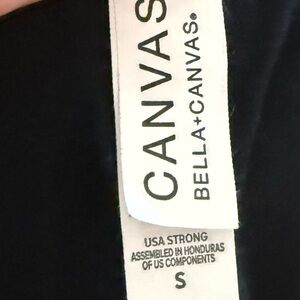 CANVAS
BELLA+CANVAS®
USA STRONG
ASSEMBLED IN HONDURAS
OF US COMPONENTS
S